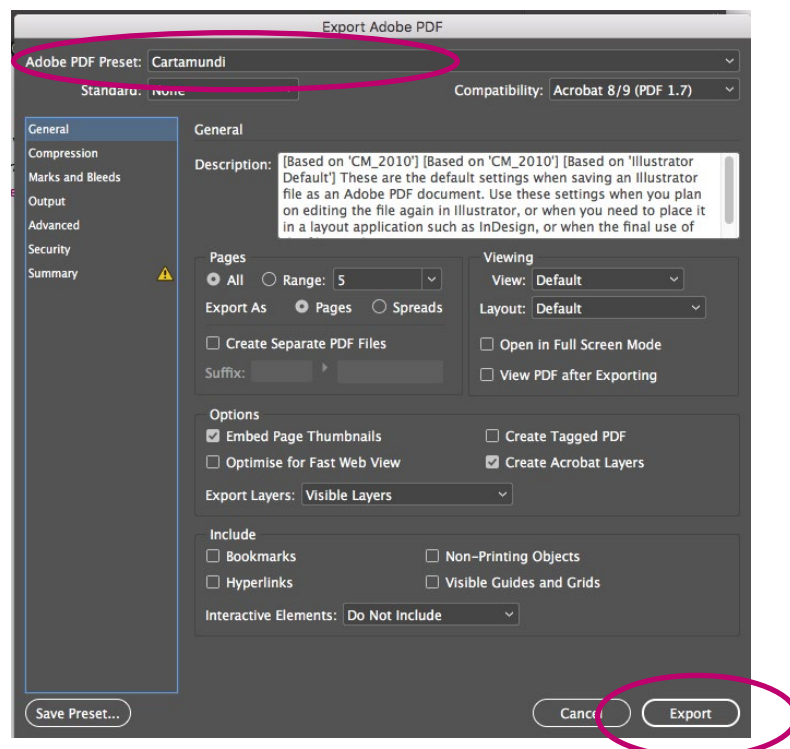 Export Adobe PDF
Adobe PDF Preset: Cartamundi
Standard: None
Compatibility: Acrobat 8/9 (PDF 1.7)
General
Compression
Marks and Bleeds
Output
Advanced
Security
Summary
General
Description: [Based on 'CM_2010'] [Based on 'CM_2010'] [Based on 'Illustrator
Default'] These are the default settings when saving an Illustrator
file as an Adobe PDF document. Use these settings when you plan
on editing the file again in Illustrator, or when you need to place it
in a layout application such as InDesign, or when the final use of
Pages
All Range: 5
Export As Pages Spreads
Create Separate PDF Files
Suffix:
Viewing
View: Default
Layout: Default
Open in Full Screen Mode
View PDF after Exporting
Options
Embed Page Thumbnails
Create Tagged PDF
Optimise for Fast Web View
Create Acrobat Layers
Export Layers: Visible Layers
Include
Bookmarks
Non-Printing Objects
Hyperlinks
Visible Guides and Grids
Interactive Elements: Do Not Include
Save Preset...
Cancel
Export